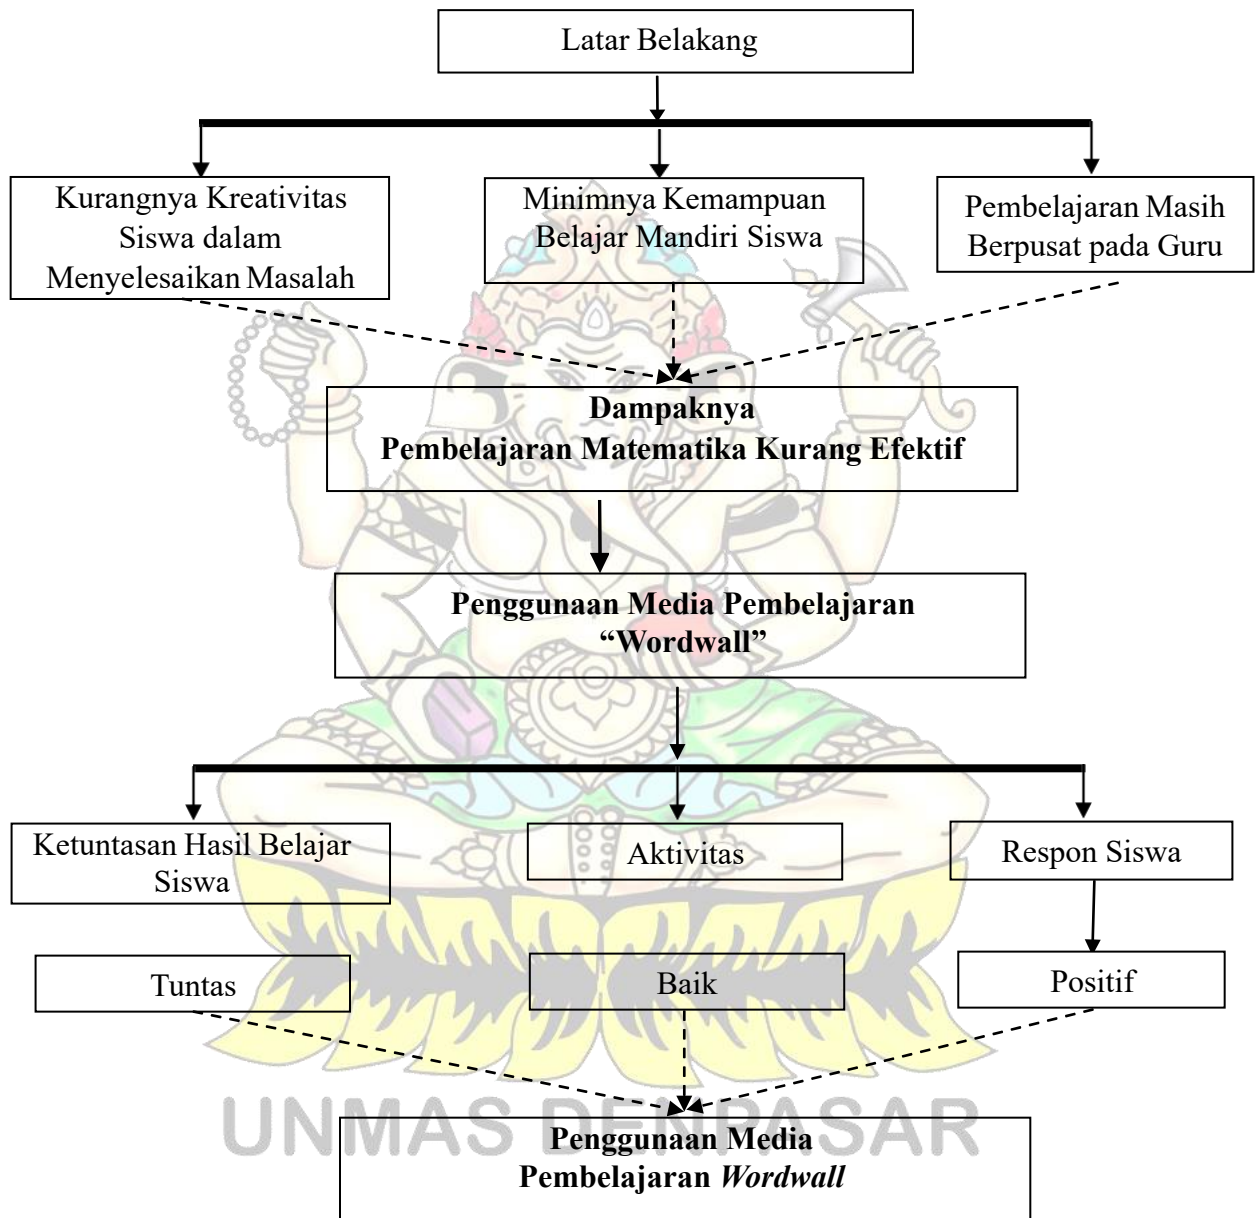 Latar Belakang
Kurangnya Kreativitas
Siswa dalam
Menyelesaikan Masalah
Minimnya Kemampuan
Belajar Mandiri Siswa
Pembelajaran Masih
Berpusat pada Guru
Dampaknya
Pembelajaran Matematika Kurang Efektif
Penggunaan Media Pembelajaran
“Wordwall”
Ketuntasan Hasil Belajar
Siswa
Aktivitas
Respon Siswa
Tuntas
Baik
Positif
UNMAS DENPASAR
Penggunaan Media
Pembelajaran Wordwall